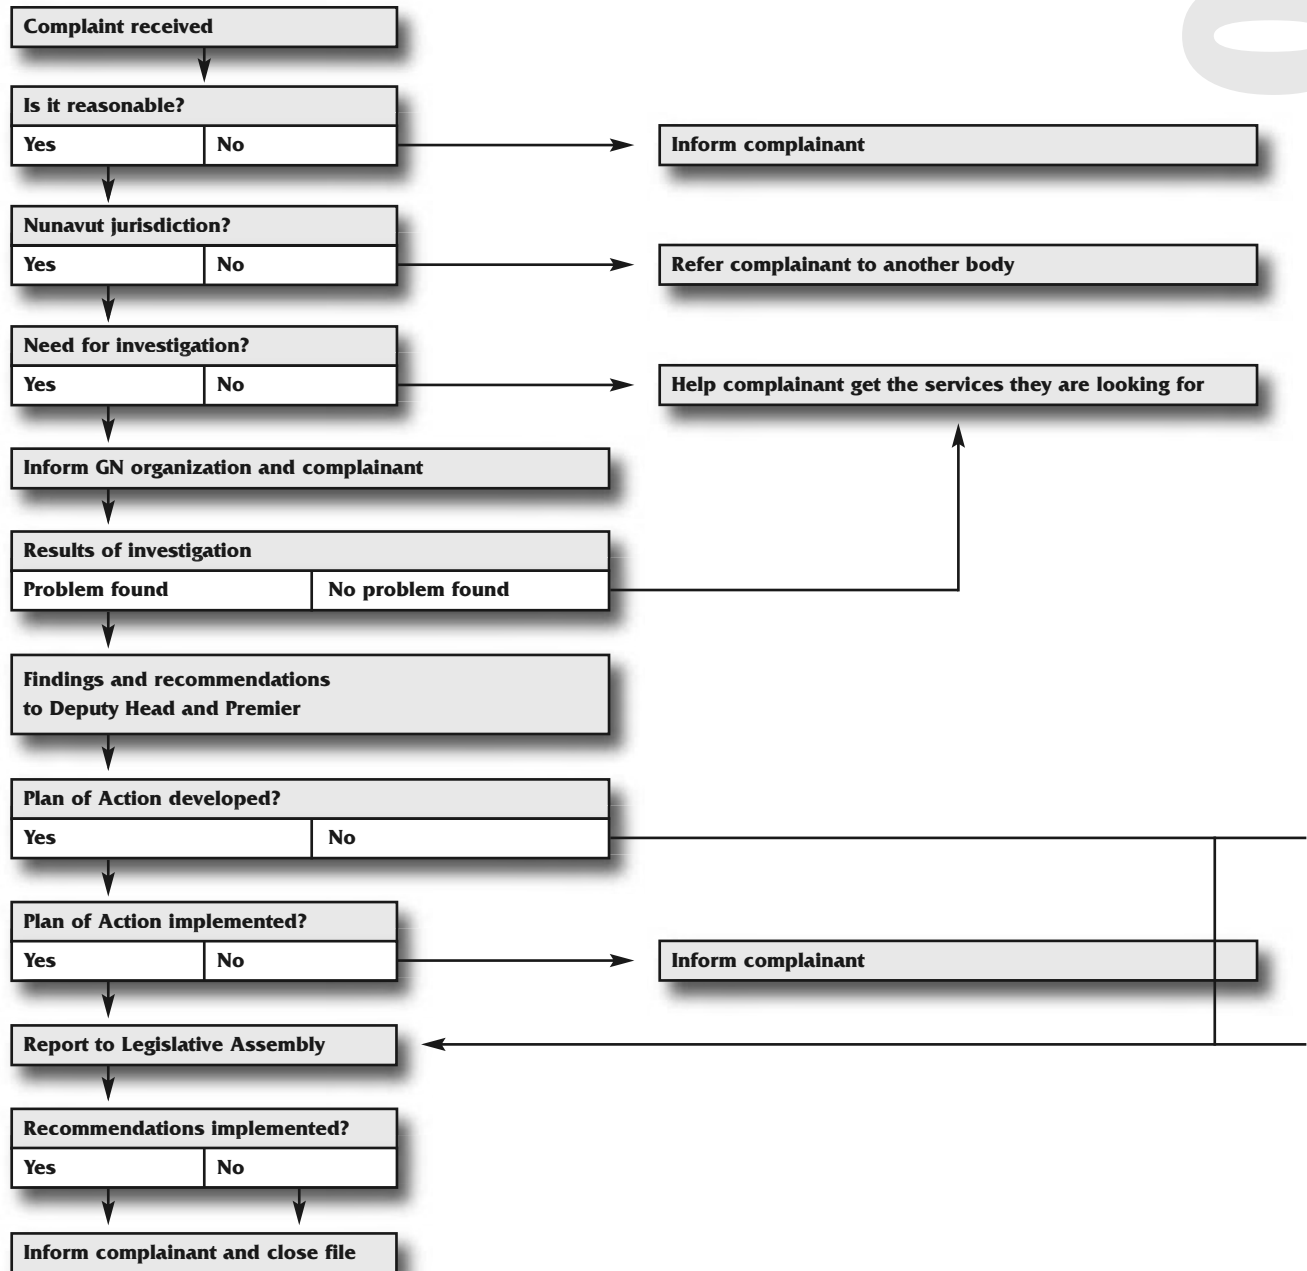 Complaint received
Is it reasonable?
Yes
No
Inform complainant
Nunavut jurisdiction?
Yes
No
Refer complainant to another body
Need for investigation?
Yes
No
Help complainant get the services they are looking for
Inform GN organization and complainant
Results of investigation
Problem found
No problem found
Findings and recommendations
to Deputy Head and Premier
Plan of Action developed?
Yes
No
Plan of Action implemented?
Yes
No
Inform complainant
Report to Legislative Assembly
Recommendations implemented?
Yes
No
Inform complainant and close file